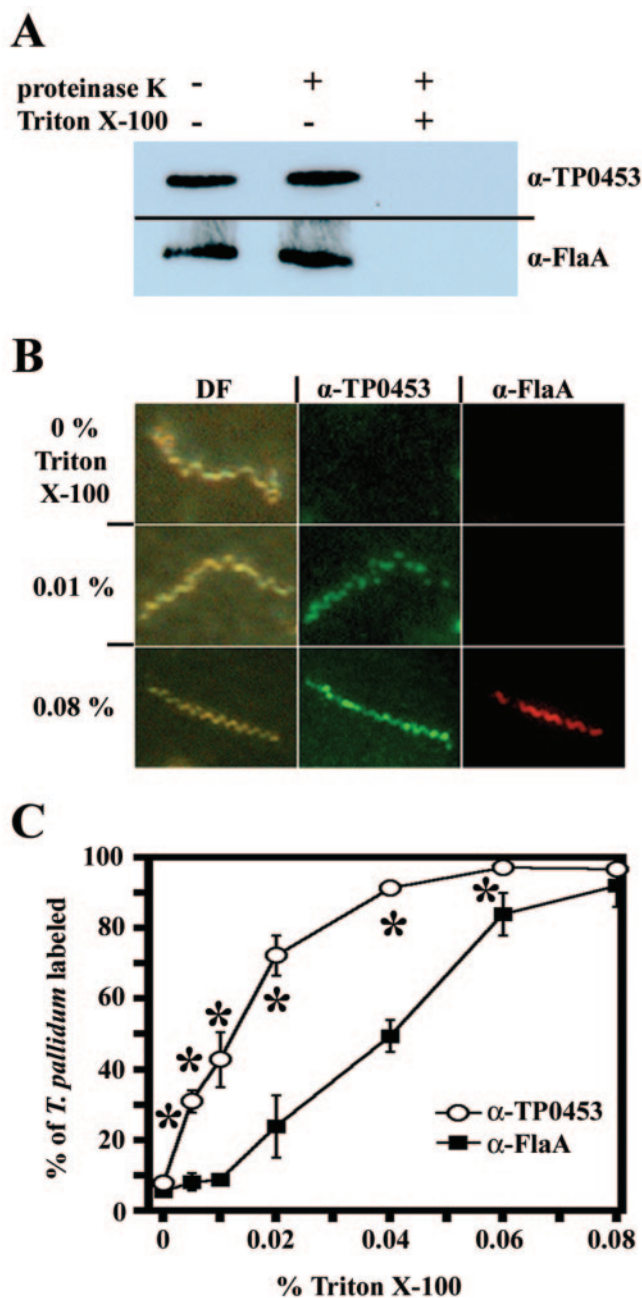 A
proteinase K - + +
Triton X-100 - - +
α-TP0453
α-FlaA
B
DF α-TP0453 α-FlaA
0 %
Triton
X-100
0.01 %
0.08 %
C
% of T. pallidum labeled
100
80
60
40
20
0
* * * * * *
α-TP0453
α-FlaA
0 0.02 0.04 0.06 0.08
% Triton X-100